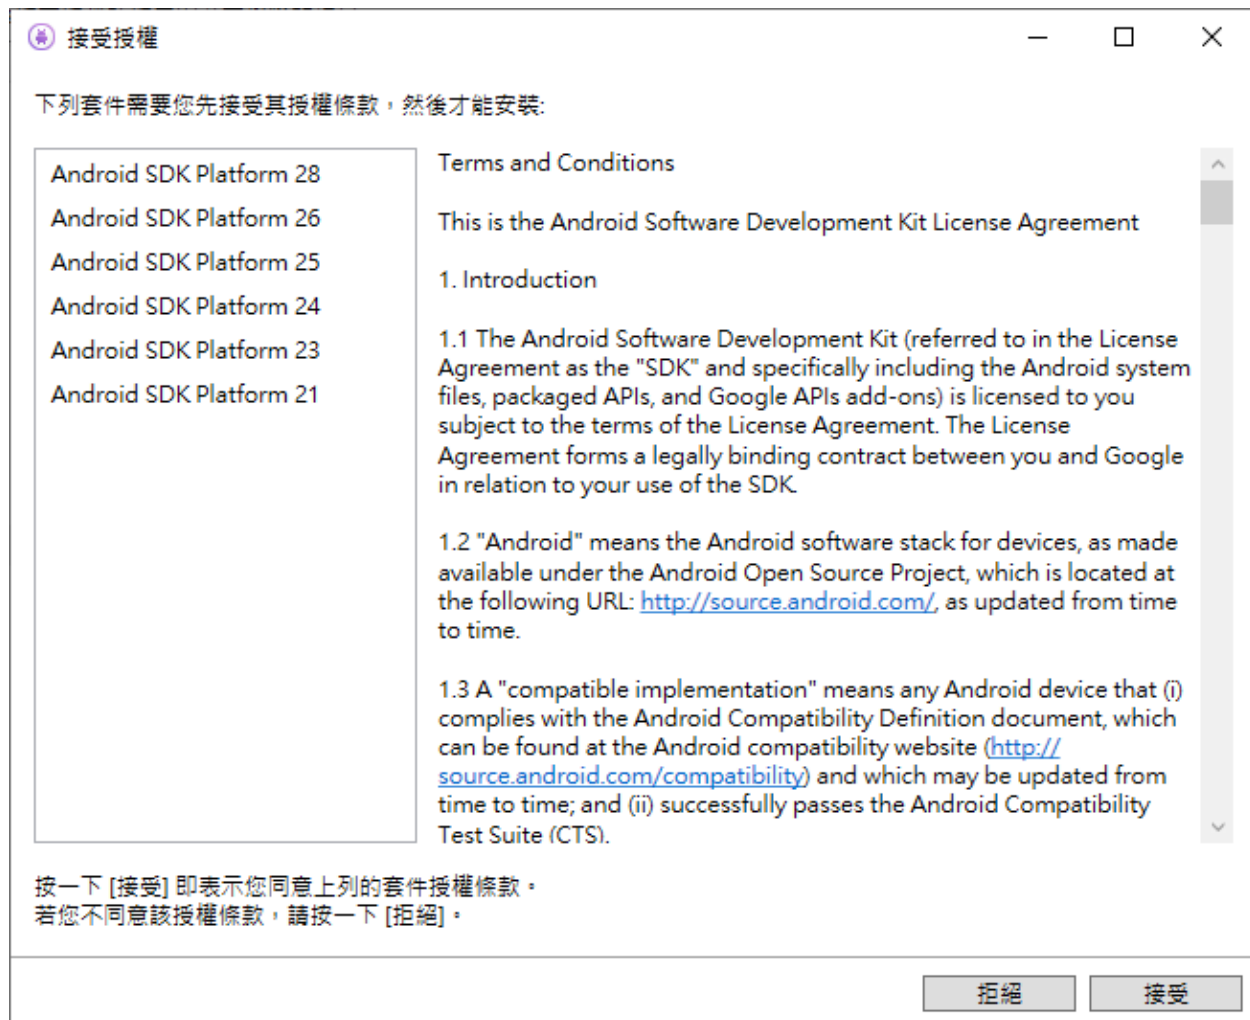 接受授權
下列套件需要您先接受其授權條款，然後才能安裝:
Android SDK Platform 28
Android SDK Platform 26
Android SDK Platform 25
Android SDK Platform 24
Android SDK Platform 23
Android SDK Platform 21
Terms and Conditions
This is the Android Software Development Kit License Agreement
1. Introduction
1.1 The Android Software Development Kit (referred to in the License
Agreement as the "SDK" and specifically including the Android system
files, packaged APIs, and Google APIs add-ons) is licensed to you
subject to the terms of the License Agreement. The License
Agreement forms a legally binding contract between you and Google
in relation to your use of the SDK.
1.2 "Android" means the Android software stack for devices, as made
available under the Android Open Source Project, which is located at
the following URL: http://source.android.com/, as updated from time
to time.
1.3 A "compatible implementation" means any Android device that (i)
complies with the Android Compatibility Definition document, which
can be found at the Android compatibility website (http://
source.android.com/compatibility) and which may be updated from
time to time; and (ii) successfully passes the Android Compatibility
Test Suite (CTS).
按一下 [接受] 即表示您同意上列的套件授權條款。
若您不同意該授權條款，請按一下 [拒絕]。
拒絕
接受